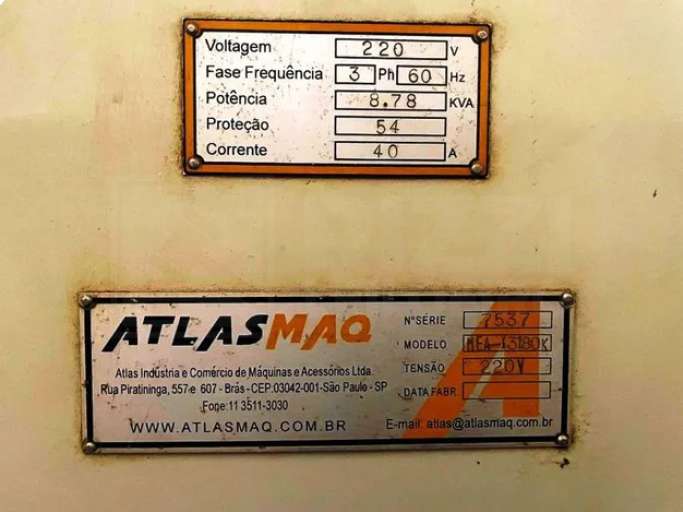 Voltagem 220 V
Fase Frequência 3 Ph 60 Hz
Potência 8.78 KVA
Proteção 54
Corrente 40 A
ATLASMAQ
Atlas Indústria e Comércio de Máquinas e Acessórios Ltda.
Rua Piratininga, 557 e 607 - Brás - CEP:03042-001-São Paulo - SP
Fone:11 3511-3030
WWW.ATLASMAQ.COM.BR
Nº SÉRIE 7537
MODELO
TENSÃO 220V
DATA FABR.
E-mail: atlas@atlasmaq.com.br